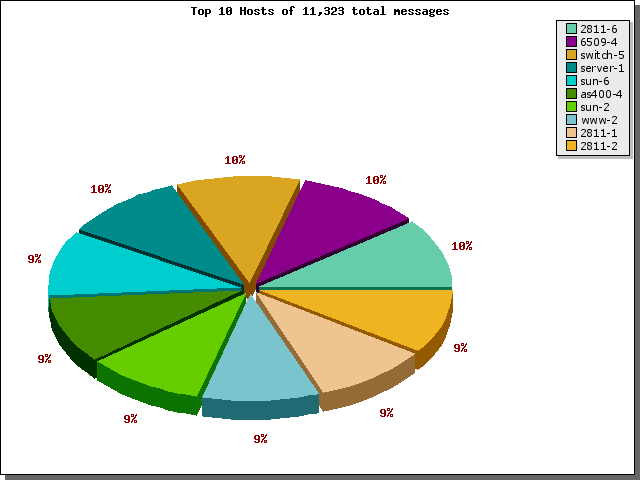 Top 10 Hosts of 11,323 total messages
2811-6
6509-4
switch-5
server-1
sun-6
as400-4
sun-2
www-2
2811-1
2811-2
10%
10%
10%
10%
9%
9%
9%
9%
9%
9%